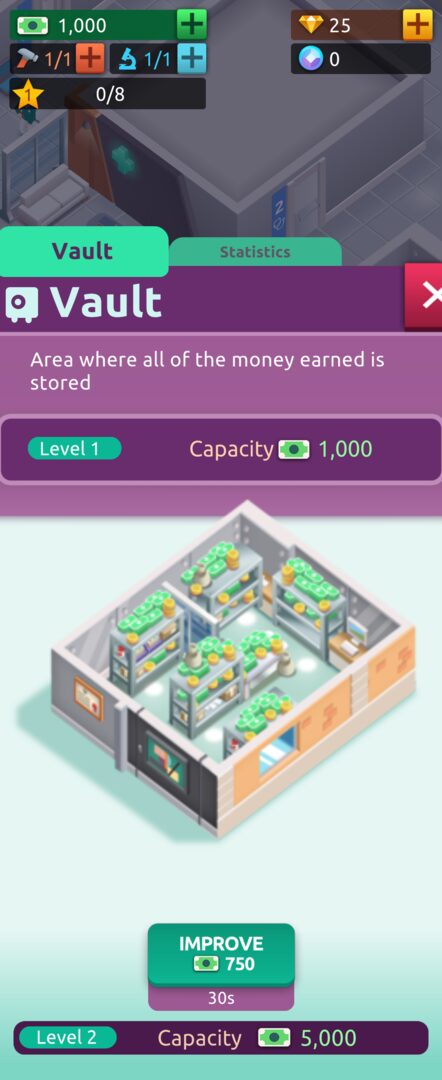 1,000
25
1/1
1/1
0
1
0/8
2
Vault
Statistics
Vault
Area where all of the money earned is
stored
Level 1
Capacity 1,000
IMPROVE
750
30s
Level 2
Capacity 5,000